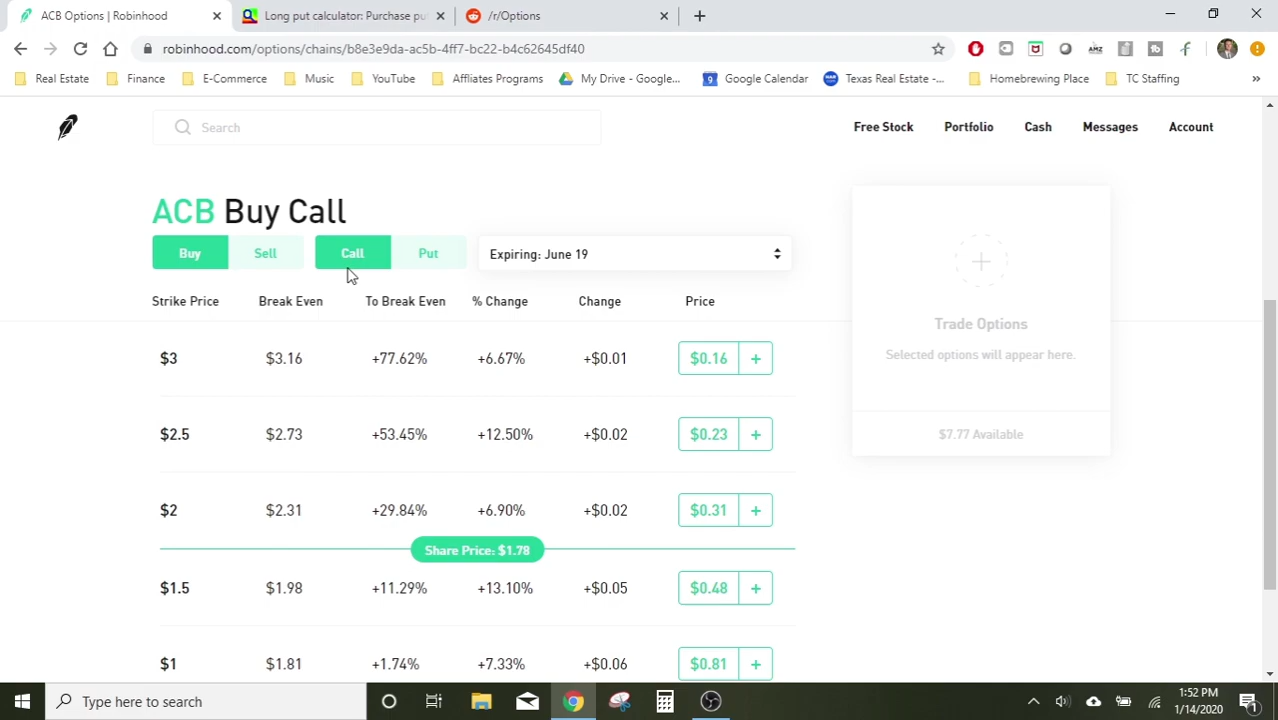 ACB Options | Robinhood
Long put calculator: Purchase put
/r/Options
robinhood.com/options/chains/b8e3e9da-ac5b-4ff7-bc22-b4c62645df40
AMZ
Real Estate
Finance
E-Commerce
Music
YouTube
Affliates Programs
My Drive - Google...
Google Calendar
Texas Real Estate -...
Homebrewing Place
TC Staffing
»
Search
Free Stock
Portfolio
Cash
Messages
Account
ACB Buy Call
Buy
Sell
Call
Put
Expiring: June 19
Strike Price Break Even To Break Even % Change Change Price
$3 $3.16 +77.62% +6.67% +$0.01 $0.16 +
$2.5 $2.73 +53.45% +12.50% +$0.02 $0.23 +
$2 $2.31 +29.84% +6.90% +$0.02 $0.31 +
Share Price: $1.78
$1.5 $1.98 +11.29% +13.10% +$0.05 $0.48 +
$1 $1.81 +1.74% +7.33% +$0.06 $0.81 +
Trade Options
Selected options will appear here.
$7.77 Available
Type here to search
1:52 PM
1/14/2020
1